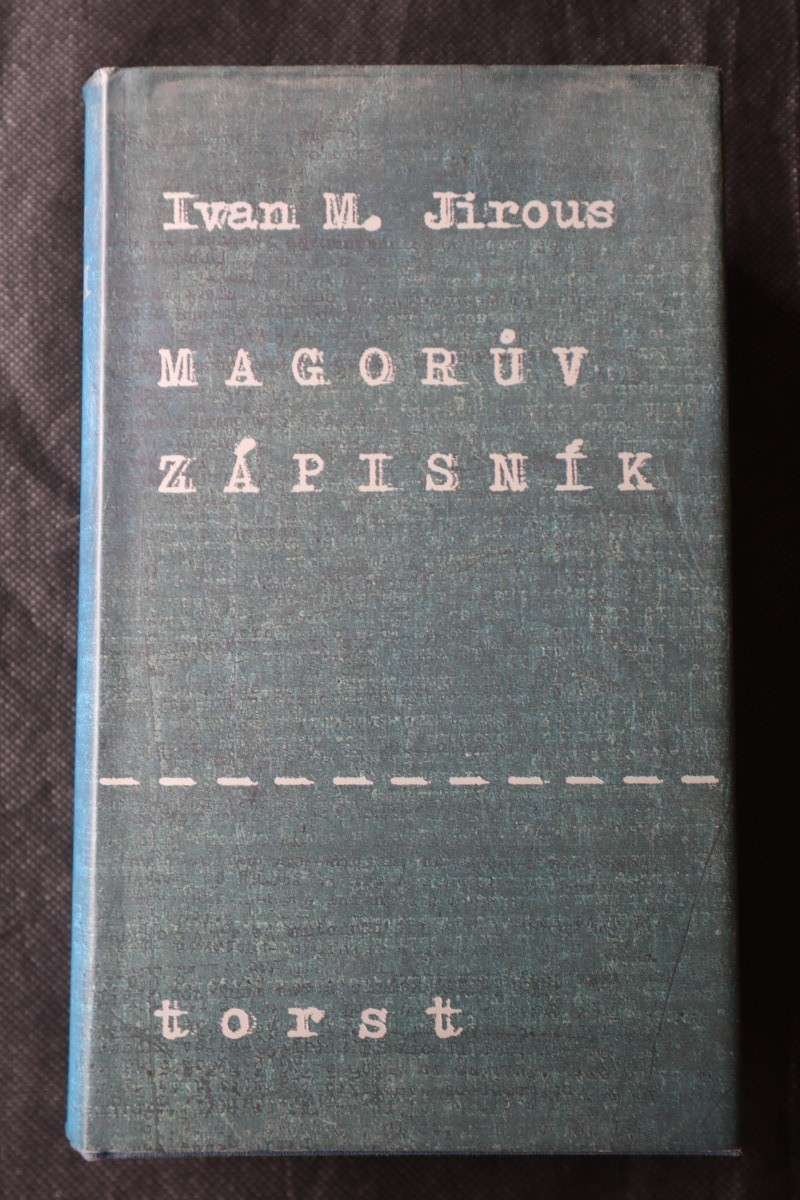 Ivan M. Jirous
MAGORŮV
ZÁPISNÍK
torst